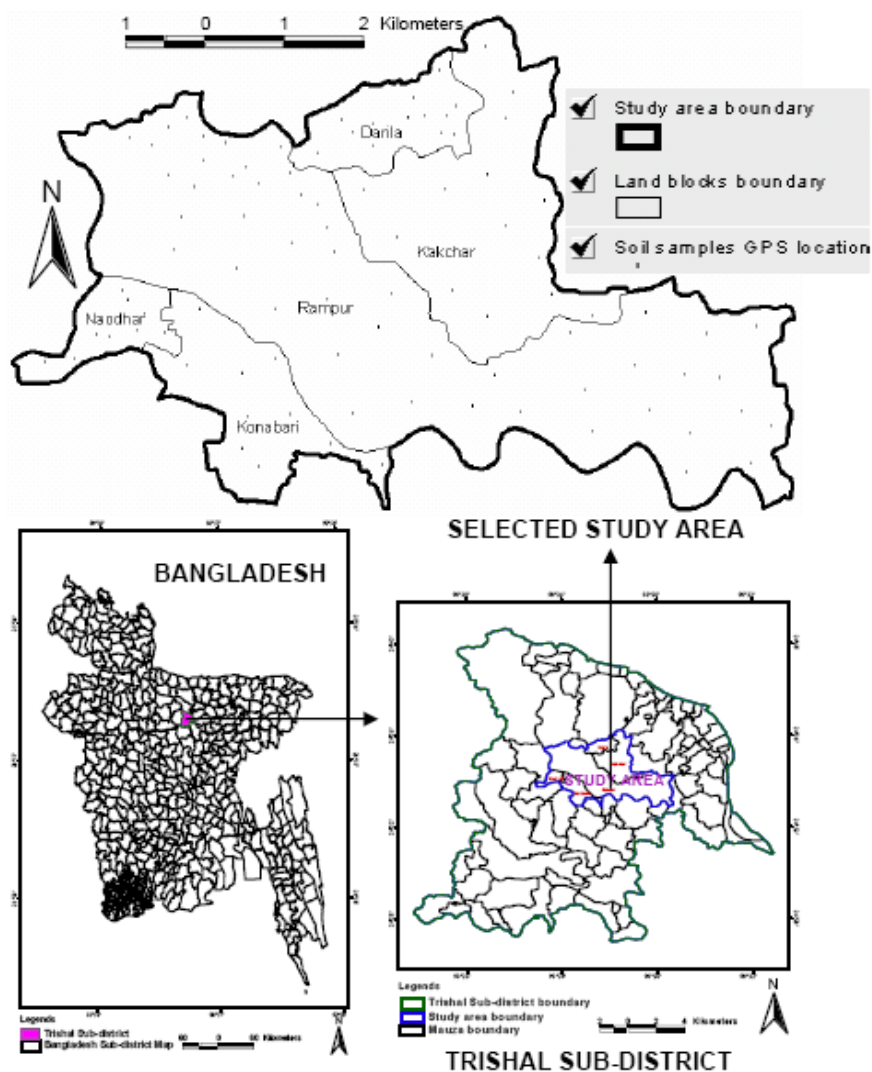 1 0 1 2 Kilometers
Study area boundary
Darila
Land blocks boundary
N
Kakchar
Soil samples GPS location
Naodhar
Rampur
Konabari
SELECTED STUDY AREA
BANGLADESH
STUDY AREA
Legends
Trishal Sub-district boundary
Study area boundary
Mauza boundary
Kilometers
N
Legends
Trishal Sub-district
Bangladesh Sub-district Map
60 0 60 Kilometers
N
TRISHAL SUB-DISTRICT